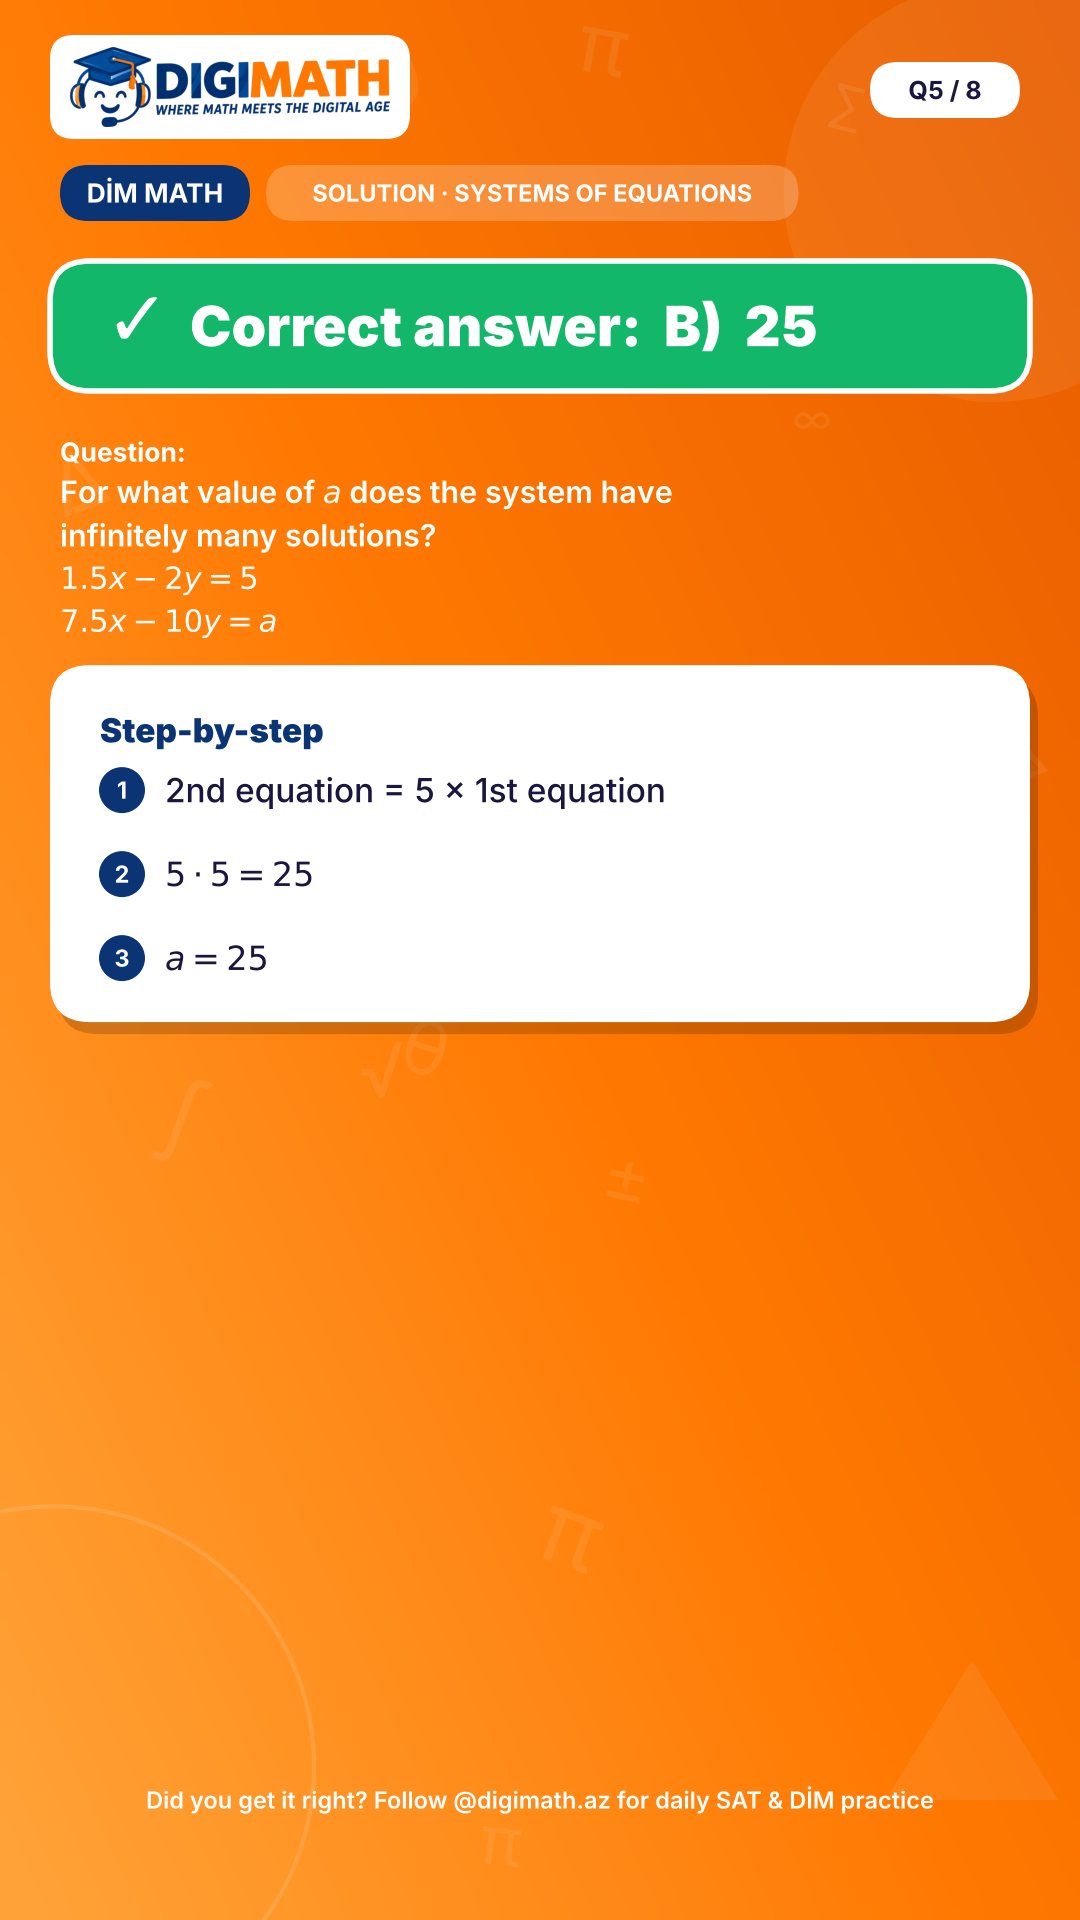 DIGIMATH
WHERE MATH MEETS THE DIGITAL AGE
Q5 / 8
DİM MATH
SOLUTION · SYSTEMS OF EQUATIONS
✓ Correct answer: B) 25
Question:
For what value of a does the system have
infinitely many solutions?
1.5x − 2y = 5
7.5x − 10y = a
Step-by-step
1 2nd equation = 5 × 1st equation
2 5 · 5 = 25
3 a = 25
Did you get it right? Follow @digimath.az for daily SAT & DİM practice